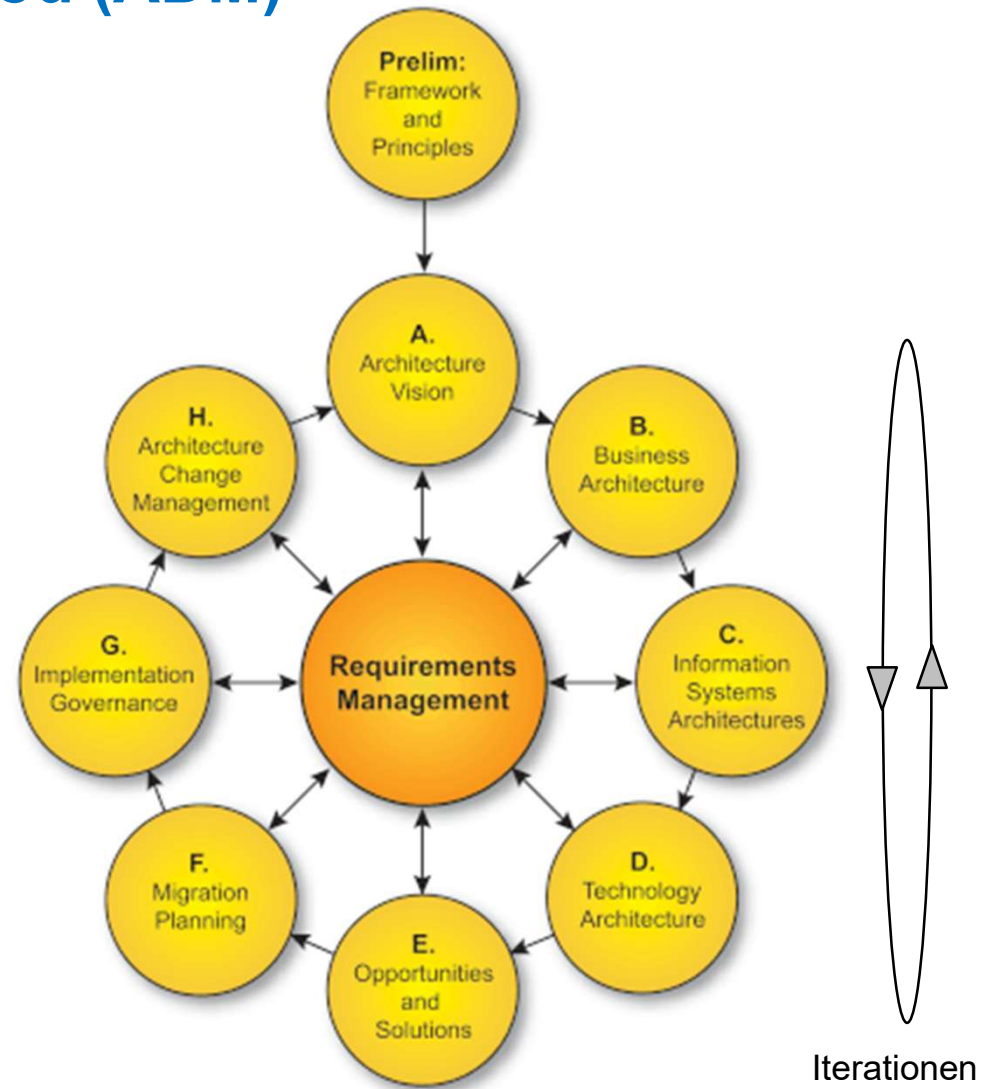 (ADM)
Prelim:
Framework
and
Principles
A.
Architecture
Vision
H.
Architecture
Change
Management
B.
Business
Architecture
G.
Implementation
Governance
Requirements
Management
C.
Information
Systems
Architectures
F.
Migration
Planning
D.
Technology
Architecture
E.
Opportunities
and
Solutions
Iterationen